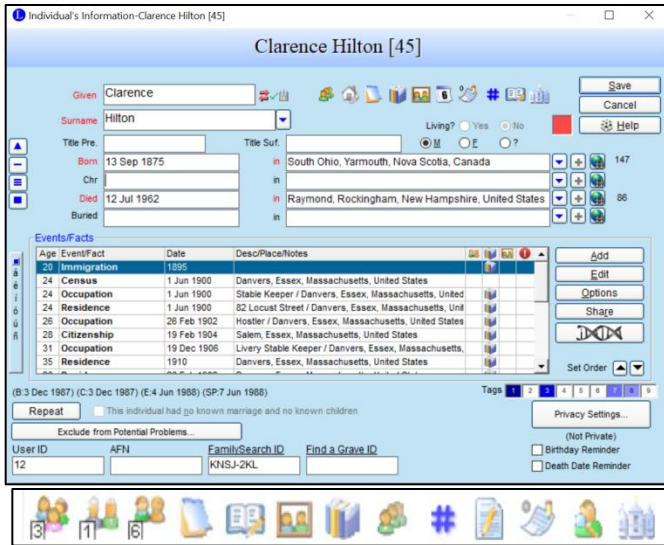 Individual's Information-Clarence Hilton [45]
Clarence Hilton [45]
Given Clarence
Save
Surname Hilton
Cancel
Living? Yes No
Help
Title Pre. Title Suf. M F ?
Born 13 Sep 1875 in South Ohio, Yarmouth, Nova Scotia, Canada 147
Chr in
Died 12 Jul 1962 in Raymond, Rockingham, New Hampshire, United States 86
Buried in
Events/Facts
Age Event/Fact Date Desc/Place/Notes
20 Immigration 1895
24 Census 1 Jun 1900 Danvers, Essex, Massachusetts, United States
24 Occupation 1 Jun 1900 Stable Keeper / Danvers, Essex, Massachusetts, United
24 Residence 1 Jun 1900 82 Locust Street / Danvers, Essex, Massachusetts, Unit
26 Occupation 26 Feb 1902 Hostler / Danvers, Essex, Massachusetts, United States
28 Citizenship 19 Feb 1904 Salem, Essex, Massachusetts, United States
31 Occupation 19 Dec 1906 Livery Stable Keeper / Danvers, Essex, Massachusetts,
35 Residence 1910 Danvers, Essex, Massachusetts, United States
á
é
í
ó
ú
ñ
Add
Edit
Options
Share
Set Order
(B:3 Dec 1987) (C:3 Dec 1987) (E:4 Jun 1988) (SP:7 Jun 1988)
Tags 1 2 3 4 5 6 7 8 9
Repeat This individual had no known marriage and no known children
Privacy Settings...
Exclude from Potential Problems...
(Not Private)
User ID AFN FamilySearch ID Find a Grave ID
Birthday Reminder
12 KNSJ-2KL
Death Date Reminder
3 1 6 #